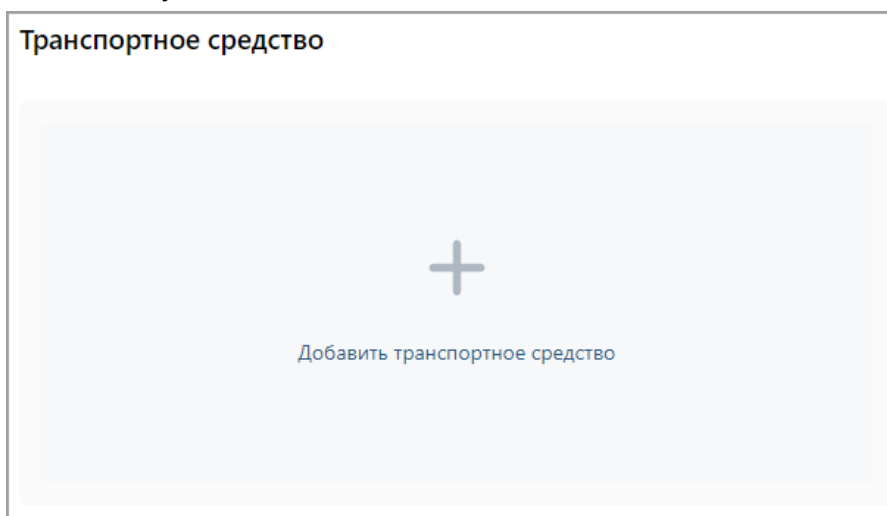 Транспортное средство
Добавить транспортное средство